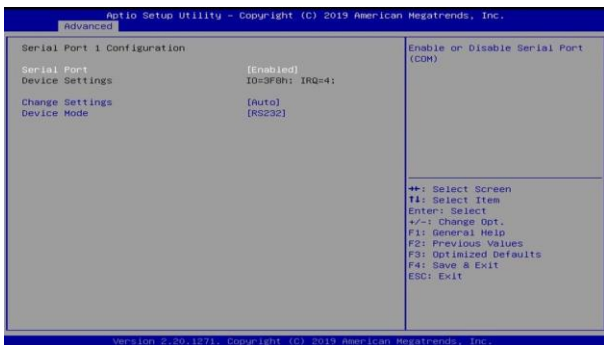 Aptio Setup Utility – Copyright (C) 2019 American Megatrends, Inc.
Advanced
Serial Port 1 Configuration
Serial Port [Enabled]
Device Settings IO=3F8h; IRQ=4;
Change Settings [Auto]
Device Mode [RS232]
Enable or Disable Serial Port
(COM)
→←: Select Screen
↑↓: Select Item
Enter: Select
+/-: Change Opt.
F1: General Help
F2: Previous Values
F3: Optimized Defaults
F4: Save & Exit
ESC: Exit
Version 2.20.1271. Copyright (C) 2019 American Megatrends, Inc.